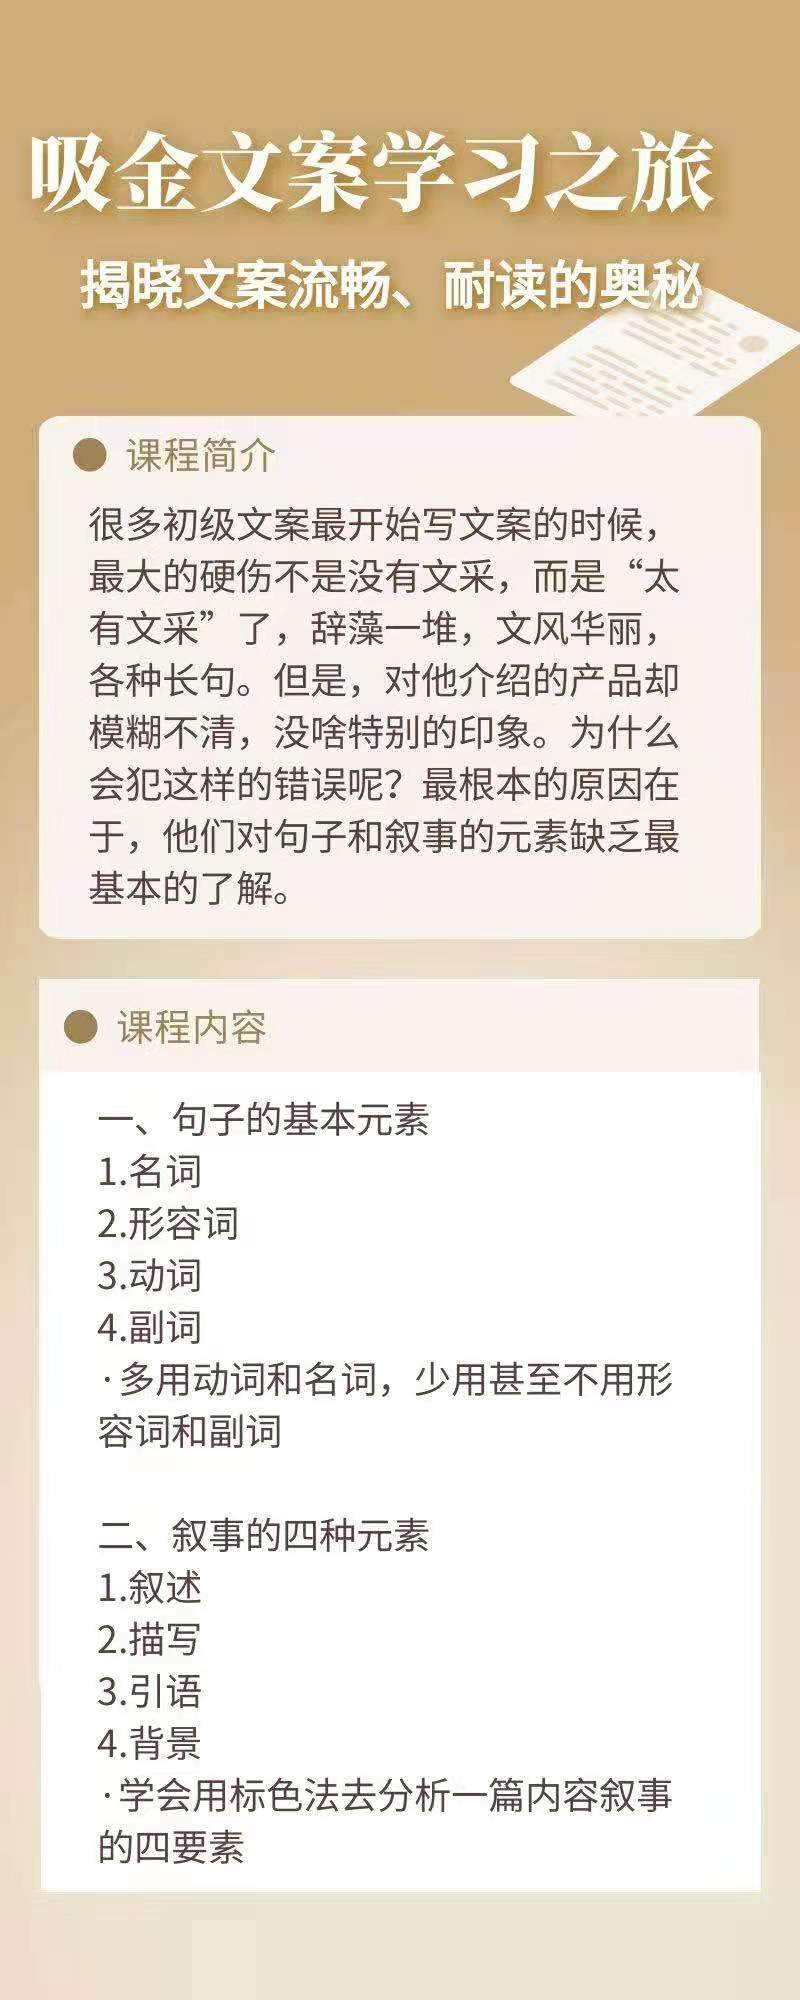 吸金文案学习之旅
揭晓文案流畅、耐读的奥秘
课程简介
很多初级文案最开始写文案的时候，
最大的硬伤不是没有文采，而是“太
有文采”了，辞藻一堆，文风华丽，
各种长句。但是，对他介绍的产品却
模糊不清，没啥特别的印象。为什么
会犯这样的错误呢？最根本的原因在
于，他们对句子和叙事的元素缺乏最
基本的了解。
课程内容
一、句子的基本元素
1.名词
2.形容词
3.动词
4.副词
·多用动词和名词，少用甚至不用形
容词和副词
二、叙事的四种元素
1.叙述
2.描写
3.引语
4.背景
·学会用标色法去分析一篇内容叙事
的四要素